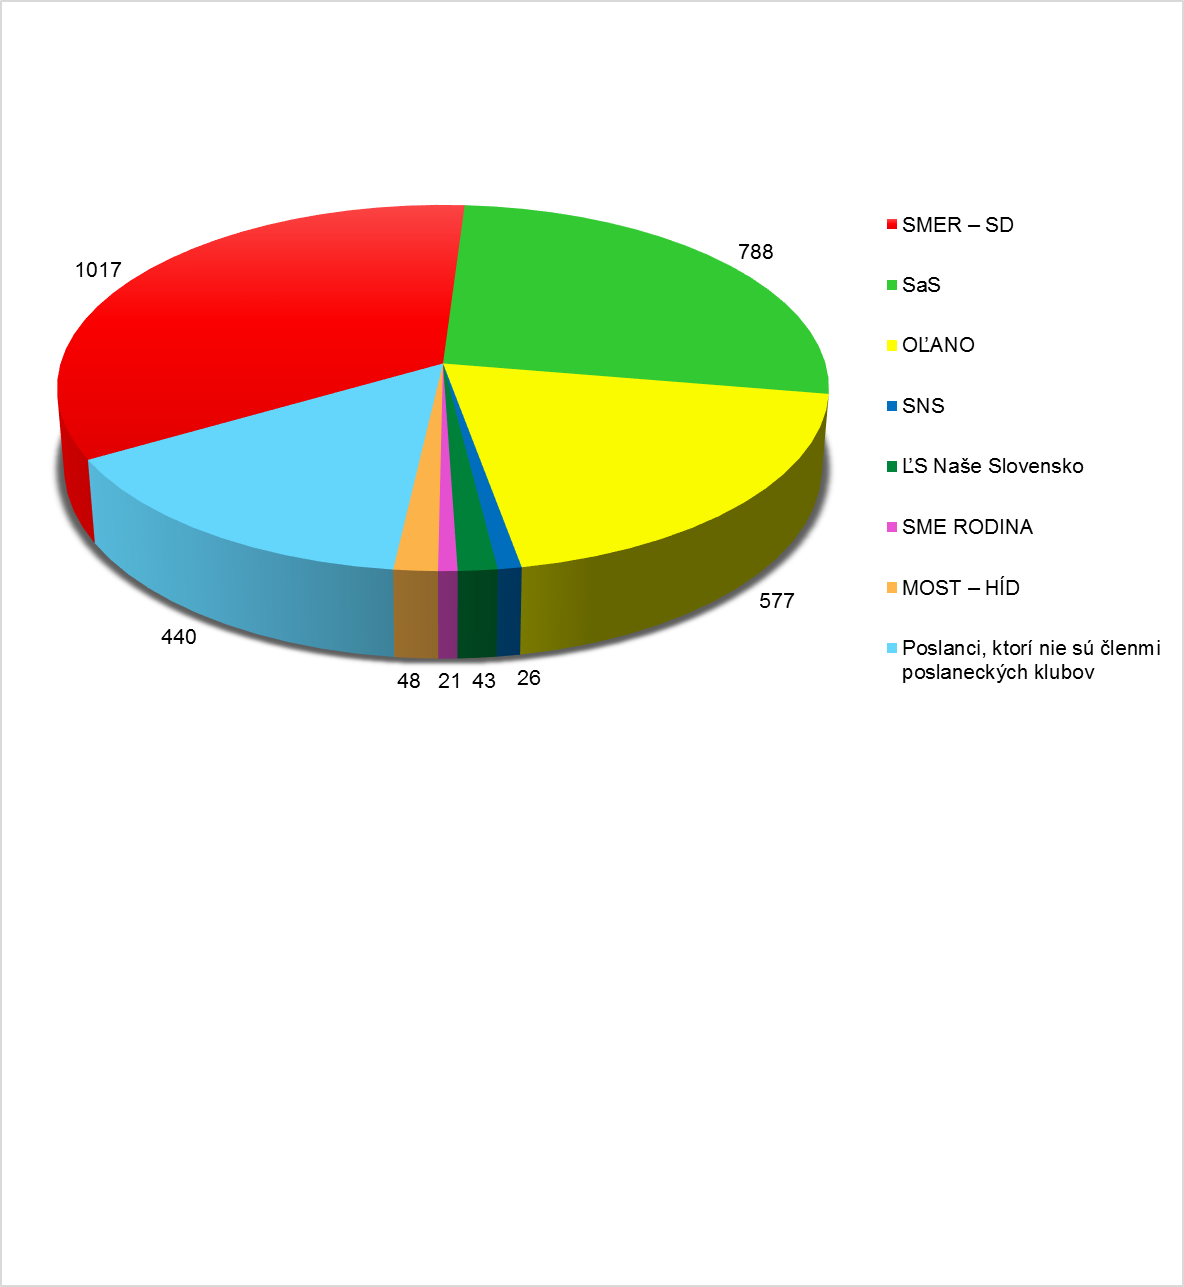 1017
788
577
440
48
21
43
26
SMER – SD
SaS
OĽANO
SNS
ĽS Naše Slovensko
SME RODINA
MOST – HÍD
Poslanci, ktorí nie sú členmi
poslaneckých klubov